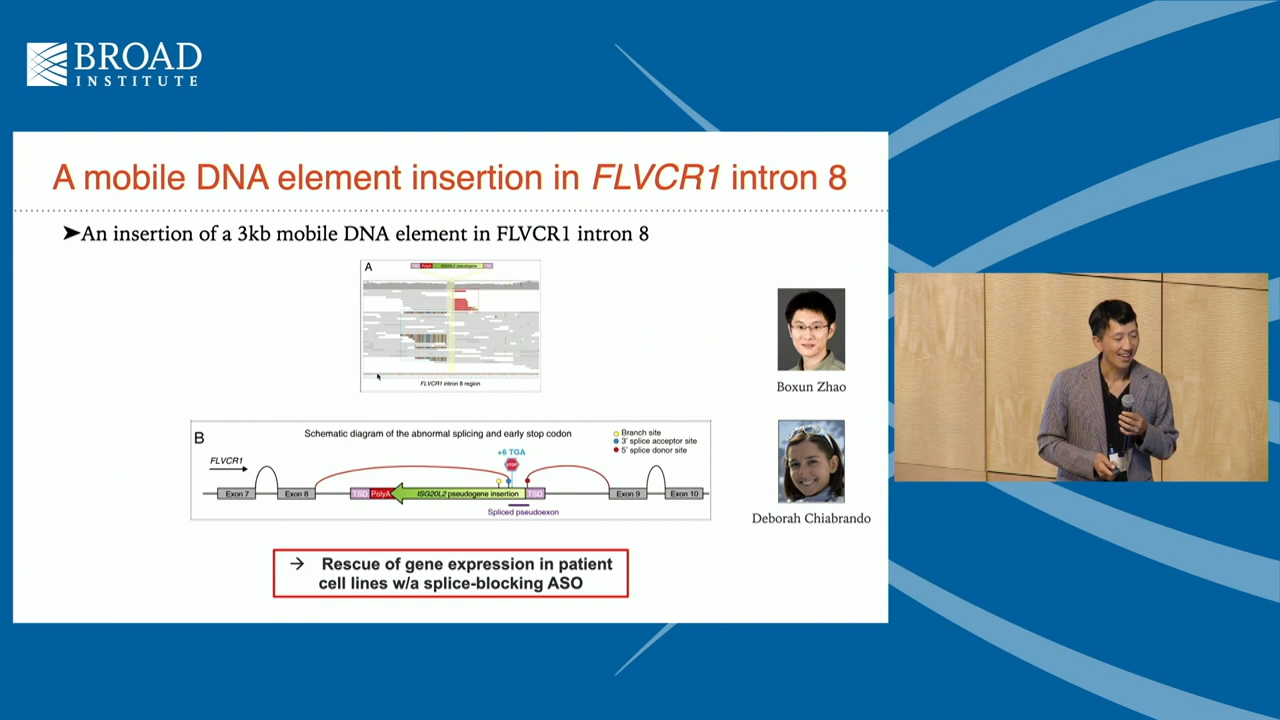 BROAD
INSTITUTE
A mobile DNA element insertion in FLVCR1 intron 8
➤An insertion of a 3kb mobile DNA element in FLVCR1 intron 8
A
PolyA ISG20L2 pseudogene
FLVCR1 intron 8 region
Boxun Zhao
B
Schematic diagram of the abnormal splicing and early stop codon
Branch site
3' splice acceptor site
5' splice donor site
+6 TGA
STOP
FLVCR1
Exon 7
Exon 8
TSD
PolyA
ISG20L2 pseudogene insertion
TSD
Exon 9
Exon 10
Spliced pseudoexon
Deborah Chiabrando
→ Rescue of gene expression in patient
cell lines w/a splice-blocking ASO